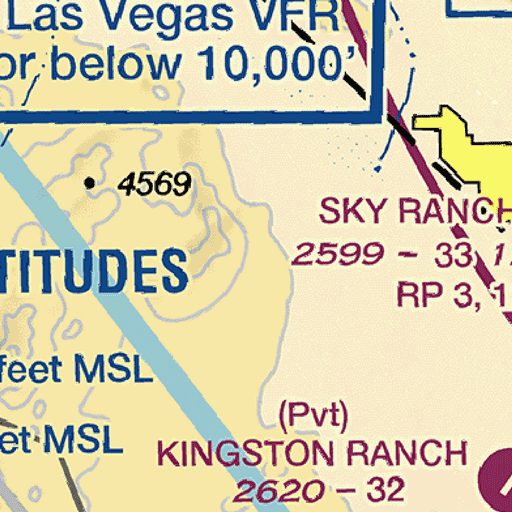 Las Vegas VFR
or below 10,000'
4569
SKY RANCH
2599 – 33
RP 3, 1
TITUDES
feet MSL
(Pvt)
et MSL
KINGSTON RANCH
2620 – 32